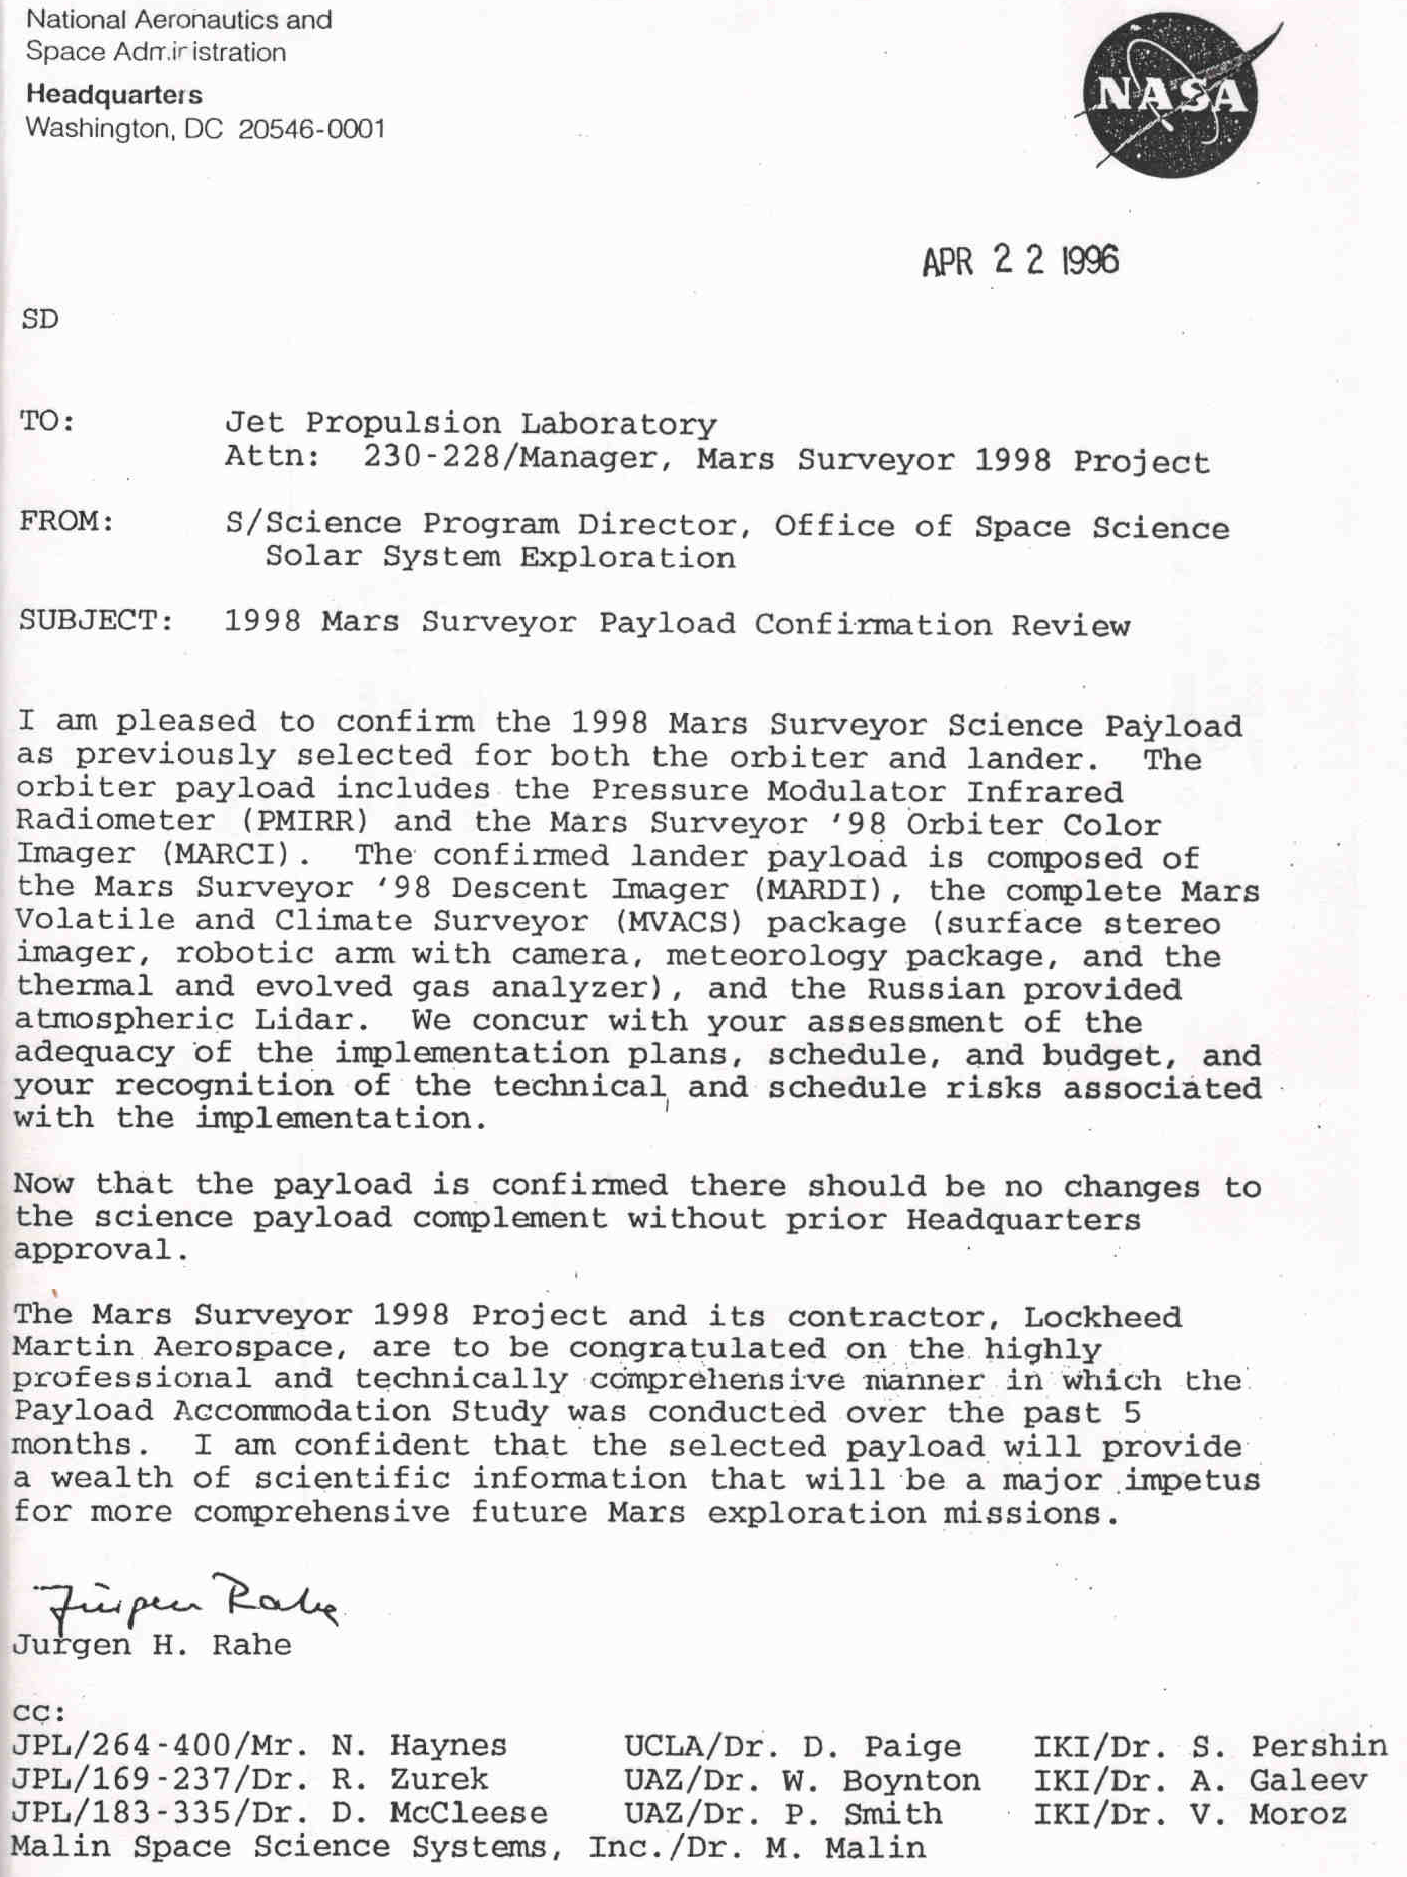 National Aeronautics and
Space Administration
Headquarters
Washington, DC 20546-0001
NASA
APR 22 1996
SD
TO: Jet Propulsion Laboratory
Attn: 230-228/Manager, Mars Surveyor 1998 Project
FROM: S/Science Program Director, Office of Space Science
Solar System Exploration
SUBJECT: 1998 Mars Surveyor Payload Confirmation Review
I am pleased to confirm the 1998 Mars Surveyor Science Payload
as previously selected for both the orbiter and lander. The
orbiter payload includes the Pressure Modulator Infrared
Radiometer (PMIRR) and the Mars Surveyor '98 Orbiter Color
Imager (MARCI). The confirmed lander payload is composed of
the Mars Surveyor '98 Descent Imager (MARDI), the complete Mars
Volatile and Climate Surveyor (MVACS) package (surface stereo
imager, robotic arm with camera, meteorology package, and the
thermal and evolved gas analyzer), and the Russian provided
atmospheric Lidar. We concur with your assessment of the
adequacy of the implementation plans, schedule, and budget, and
your recognition of the technical and schedule risks associated
with the implementation.
Now that the payload is confirmed there should be no changes to
the science payload complement without prior Headquarters
approval.
The Mars Surveyor 1998 Project and its contractor, Lockheed
Martin Aerospace, are to be congratulated on the highly
professional and technically comprehensive manner in which the
Payload Accommodation Study was conducted over the past 5
months. I am confident that the selected payload will provide
a wealth of scientific information that will be a major impetus
for more comprehensive future Mars exploration missions.
Jürgen Rahe
Jurgen H. Rahe
cc:
JPL/264-400/Mr. N. Haynes UCLA/Dr. D. Paige IKI/Dr. S. Pershin
JPL/169-237/Dr. R. Zurek UAZ/Dr. W. Boynton IKI/Dr. A. Galeev
JPL/183-335/Dr. D. McCleese UAZ/Dr. P. Smith IKI/Dr. V. Moroz
Malin Space Science Systems, Inc./Dr. M. Malin